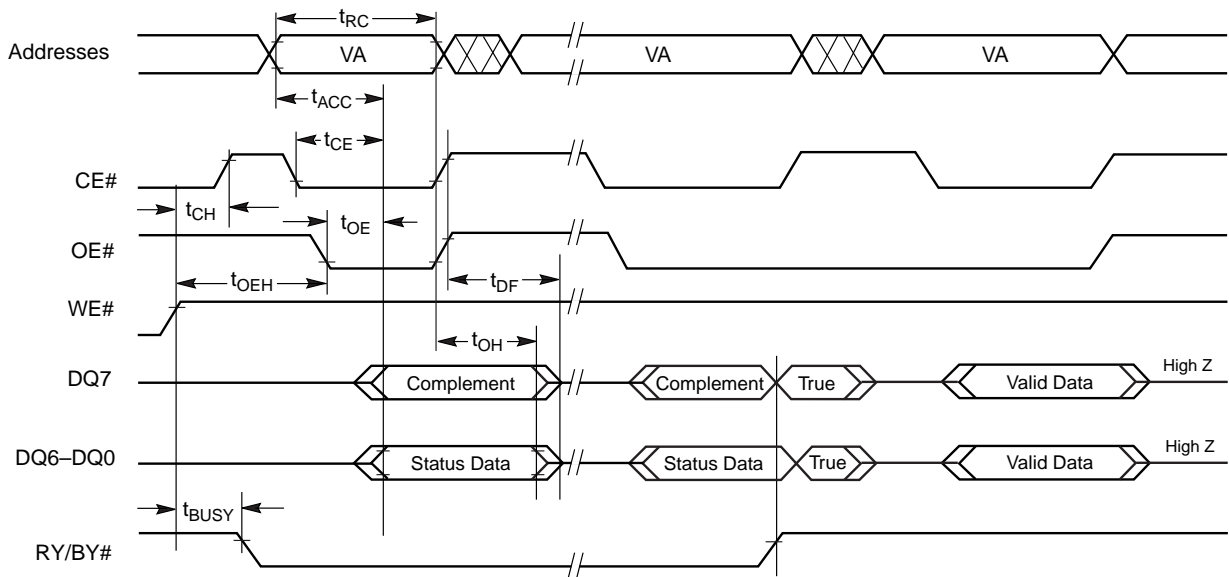 tRC
Addresses VA VA VA
tACC
tCE
CE#
tCH tOE
OE#
tOEH tDF
WE#
tOH
DQ7 Complement Complement True Valid Data High Z
DQ6–DQ0 Status Data Status Data True Valid Data High Z
tBUSY
RY/BY#